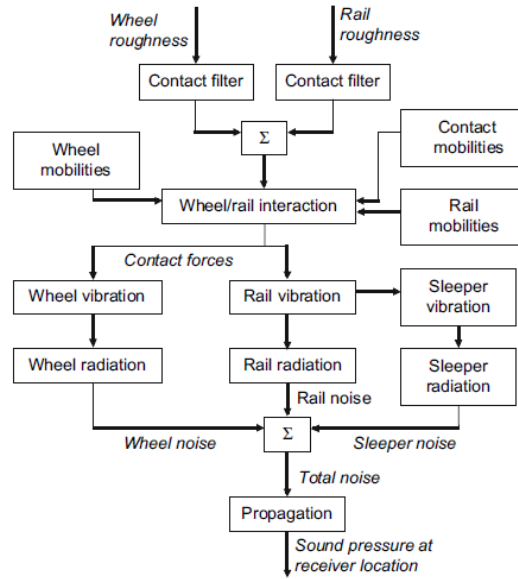 Wheel
roughness
Rail
roughness
Contact filter
Contact filter
Σ
Wheel
mobilities
Contact
mobilities
Wheel/rail interaction
Rail
mobilities
Contact forces
Wheel vibration
Rail vibration
Sleeper
vibration
Wheel radiation
Rail radiation
Sleeper
radiation
Rail noise
Wheel noise
Σ
Sleeper noise
Total noise
Propagation
Sound pressure at
receiver location